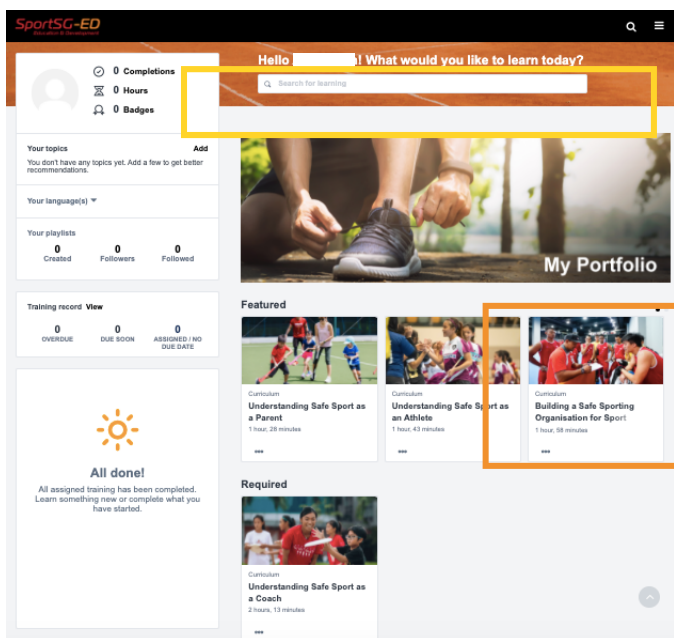 SportSG-ED
Education & Development
Hello ! What would you like to learn today?
Search for learning
0 Completions
0 Hours
0 Badges
Your topics Add
You don't have any topics yet. Add a few to get better
recommendations.
Your language(s)
Your playlists
0 0 0
Created Followers Followed
My Portfolio
Training record View
0 0 0
OVERDUE DUE SOON ASSIGNED / NO
DUE DATE
All done!
All assigned training has been completed.
Learn something new or complete what you
have started.
Featured
Curriculum
Understanding Safe Sport as
a Parent
1 hour, 28 minutes
Curriculum
Understanding Safe Sport as
an Athlete
1 hour, 43 minutes
Curriculum
Building a Safe Sporting
Organisation for Sport
1 hour, 58 minutes
Required
Curriculum
Understanding Safe Sport as
a Coach
2 hours, 13 minutes